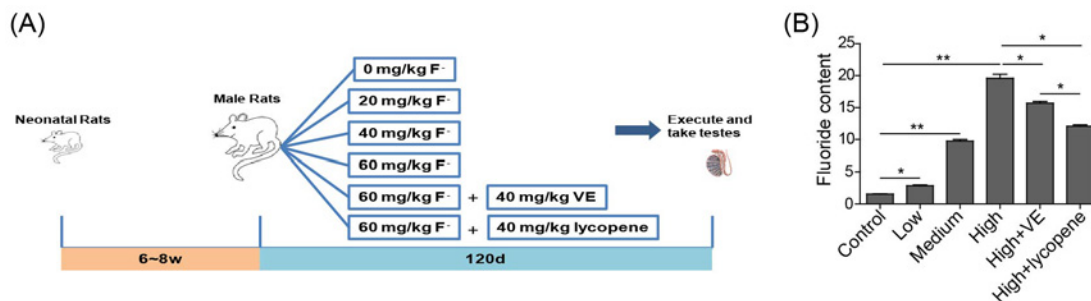 (A)
Neonatal Rats
Male Rats
0 mg/kg F⁻
20 mg/kg F⁻
40 mg/kg F⁻
60 mg/kg F⁻
60 mg/kg F⁻ + 40 mg/kg VE
60 mg/kg F⁻ + 40 mg/kg lycopene
Execute and
take testes
6~8w
120d
(B)
Fluoride content
25
20
15
10
5
0
*
**
*
**
*
*
Control
Low
Medium
High
High+VE
High+lycopene